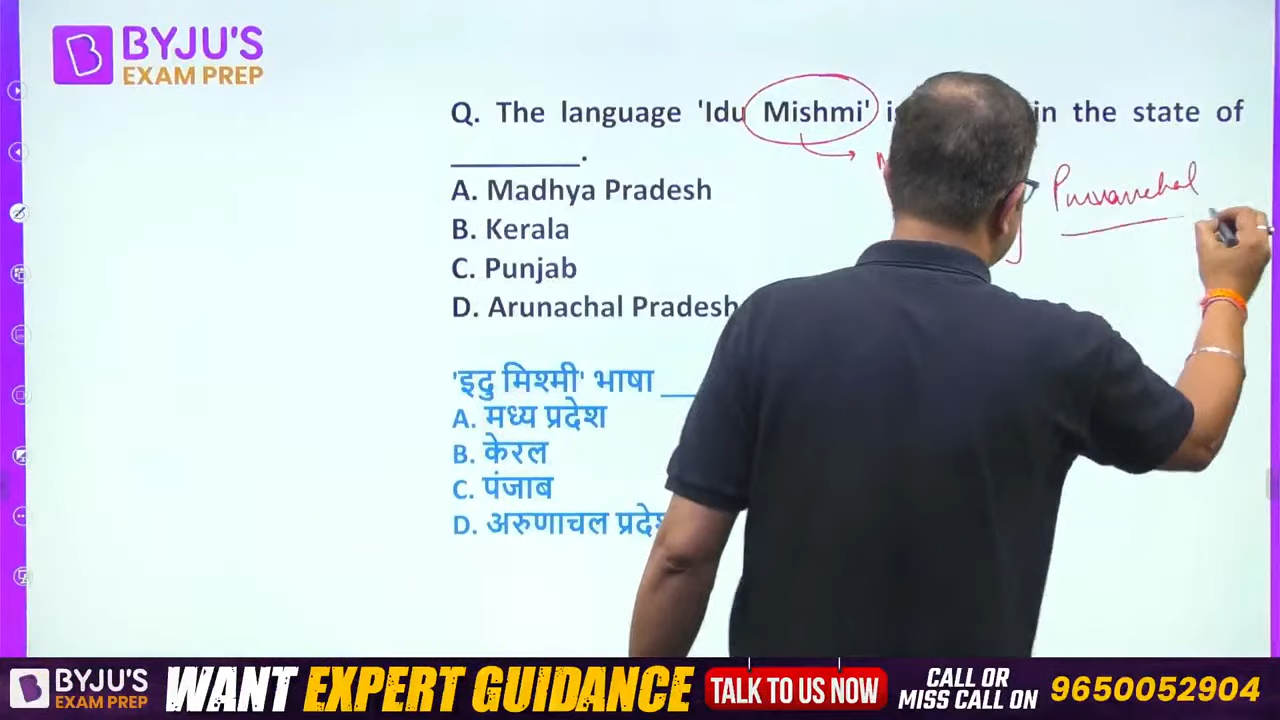 BYJU'S
EXAM PREP
Q. The language 'Idu Mishmi' in the state of
________.
A. Madhya Pradesh
B. Kerala
C. Punjab
D. Arunachal Pradesh
Purvanchal
'इदु मिश्मी' भाषा
A. मध्य प्रदेश
B. केरल
C. पंजाब
D. अरुणाचल
BYJU'S
EXAM PREP
WANT EXPERT GUIDANCE
TALK TO US NOW
CALL OR
MISS CALL ON
9650052904